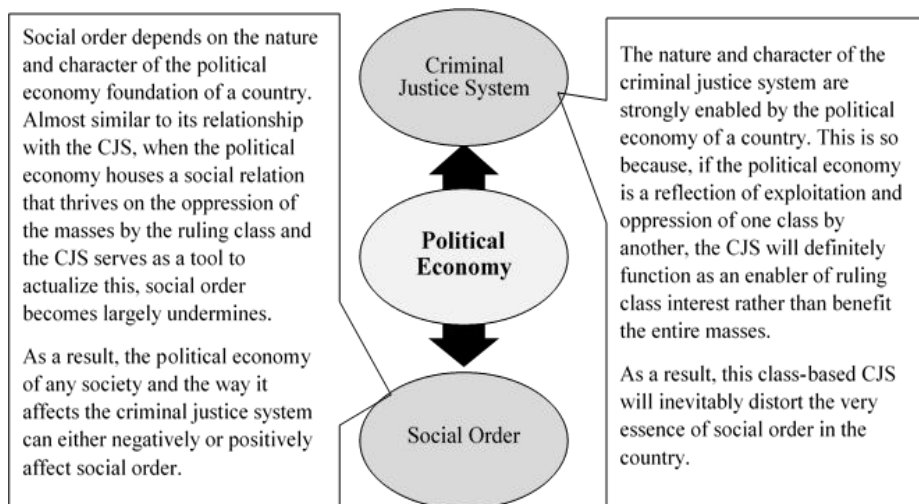 Social order depends on the nature
and character of the political
economy foundation of a country.
Almost similar to its relationship
with the CJS, when the political
economy houses a social relation
that thrives on the oppression of
the masses by the ruling class and
the CJS serves as a tool to
actualize this, social order
becomes largely undermines.
As a result, the political economy
of any society and the way it
affects the criminal justice system
can either negatively or positively
affect social order.
Criminal
Justice System
Political
Economy
Social Order
The nature and character of the
criminal justice system are
strongly enabled by the political
economy of a country. This is so
because, if the political economy
is a reflection of exploitation and
oppression of one class by
another, the CJS will definitely
function as an enabler of ruling
class interest rather than benefit
the entire masses.
As a result, this class-based CJS
will inevitably distort the very
essence of social order in the
country.